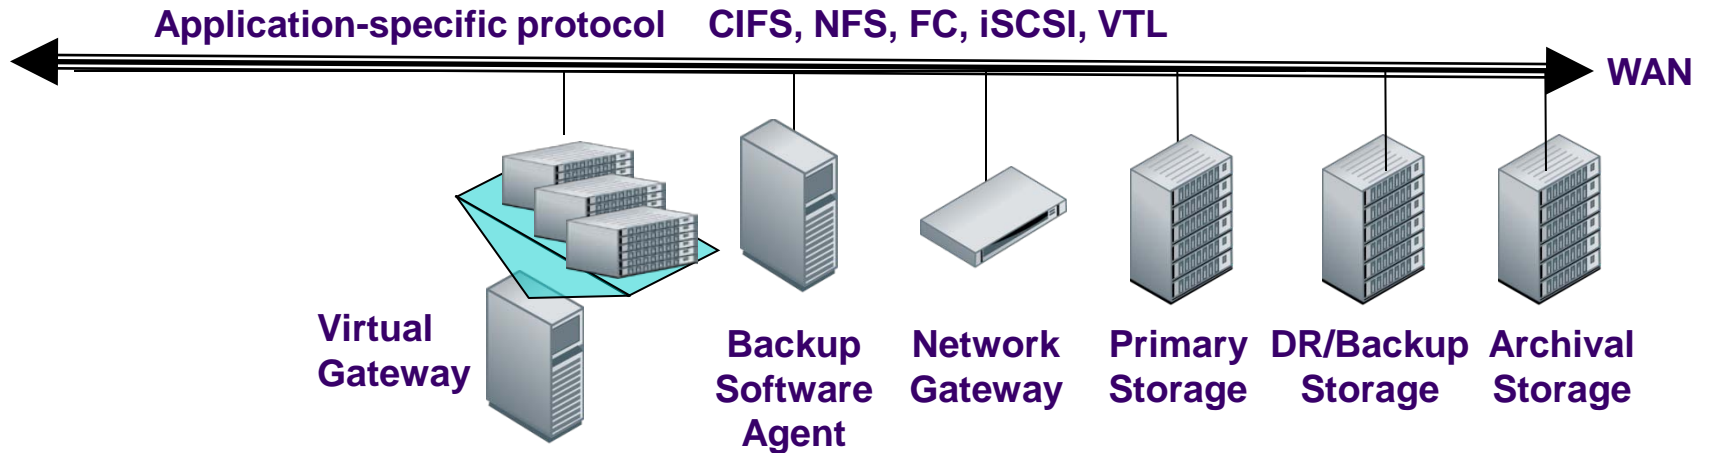 Application-specific protocol CIFS, NFS, FC, iSCSI, VTL
WAN
Virtual
Gateway
Backup
Software
Agent
Network
Gateway
Primary
Storage
DR/Backup
Storage
Archival
Storage